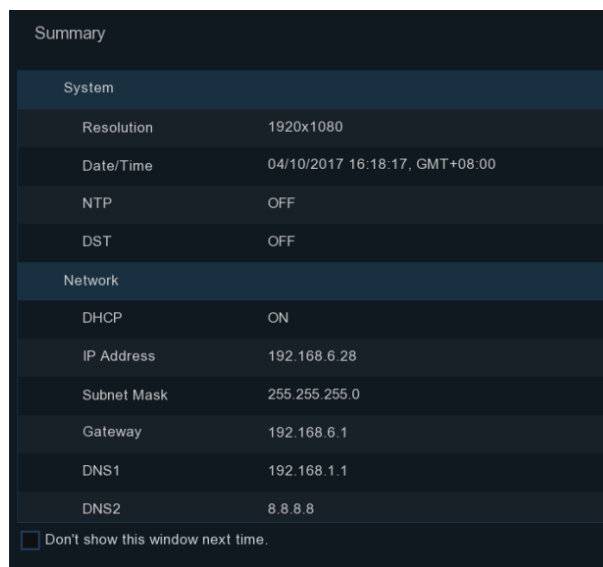 Summary
System
Resolution 1920x1080
Date/Time 04/10/2017 16:18:17, GMT+08:00
NTP OFF
DST OFF
Network
DHCP ON
IP Address 192.168.6.28
Subnet Mask 255.255.255.0
Gateway 192.168.6.1
DNS1 192.168.1.1
DNS2 8.8.8.8
Don't show this window next time.